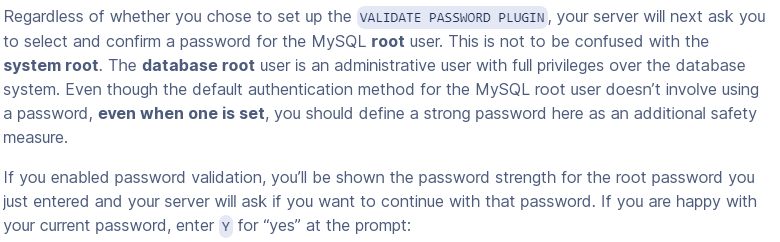 Regardless of whether you chose to set up the VALIDATE PASSWORD PLUGIN, your server will next ask you
to select and confirm a password for the MySQL root user. This is not to be confused with the
system root. The database root user is an administrative user with full privileges over the database
system. Even though the default authentication method for the MySQL root user doesn’t involve using
a password, even when one is set, you should define a strong password here as an additional safety
measure.
If you enabled password validation, you’ll be shown the password strength for the root password you
just entered and your server will ask if you want to continue with that password. If you are happy with
your current password, enter Y for “yes” at the prompt: